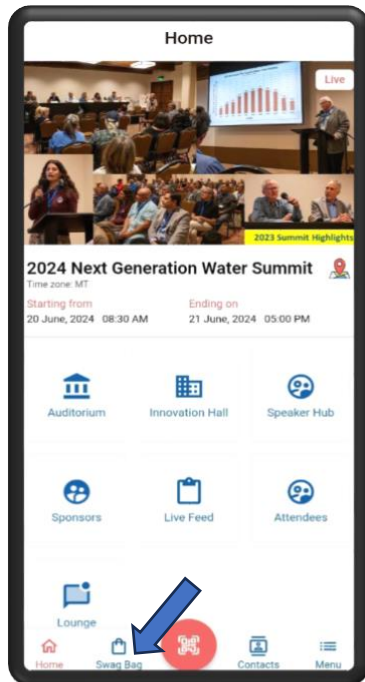 Home
Live
2023 Summit Highlights
2024 Next Generation Water Summit
Time zone: MT
Starting from
Ending on
20 June, 2024 08:30 AM
21 June, 2024 05:00 PM
Auditorium
Innovation Hall
Speaker Hub
Sponsors
Live Feed
Attendees
Lounge
Home
Swag Bag
Contacts
Menu